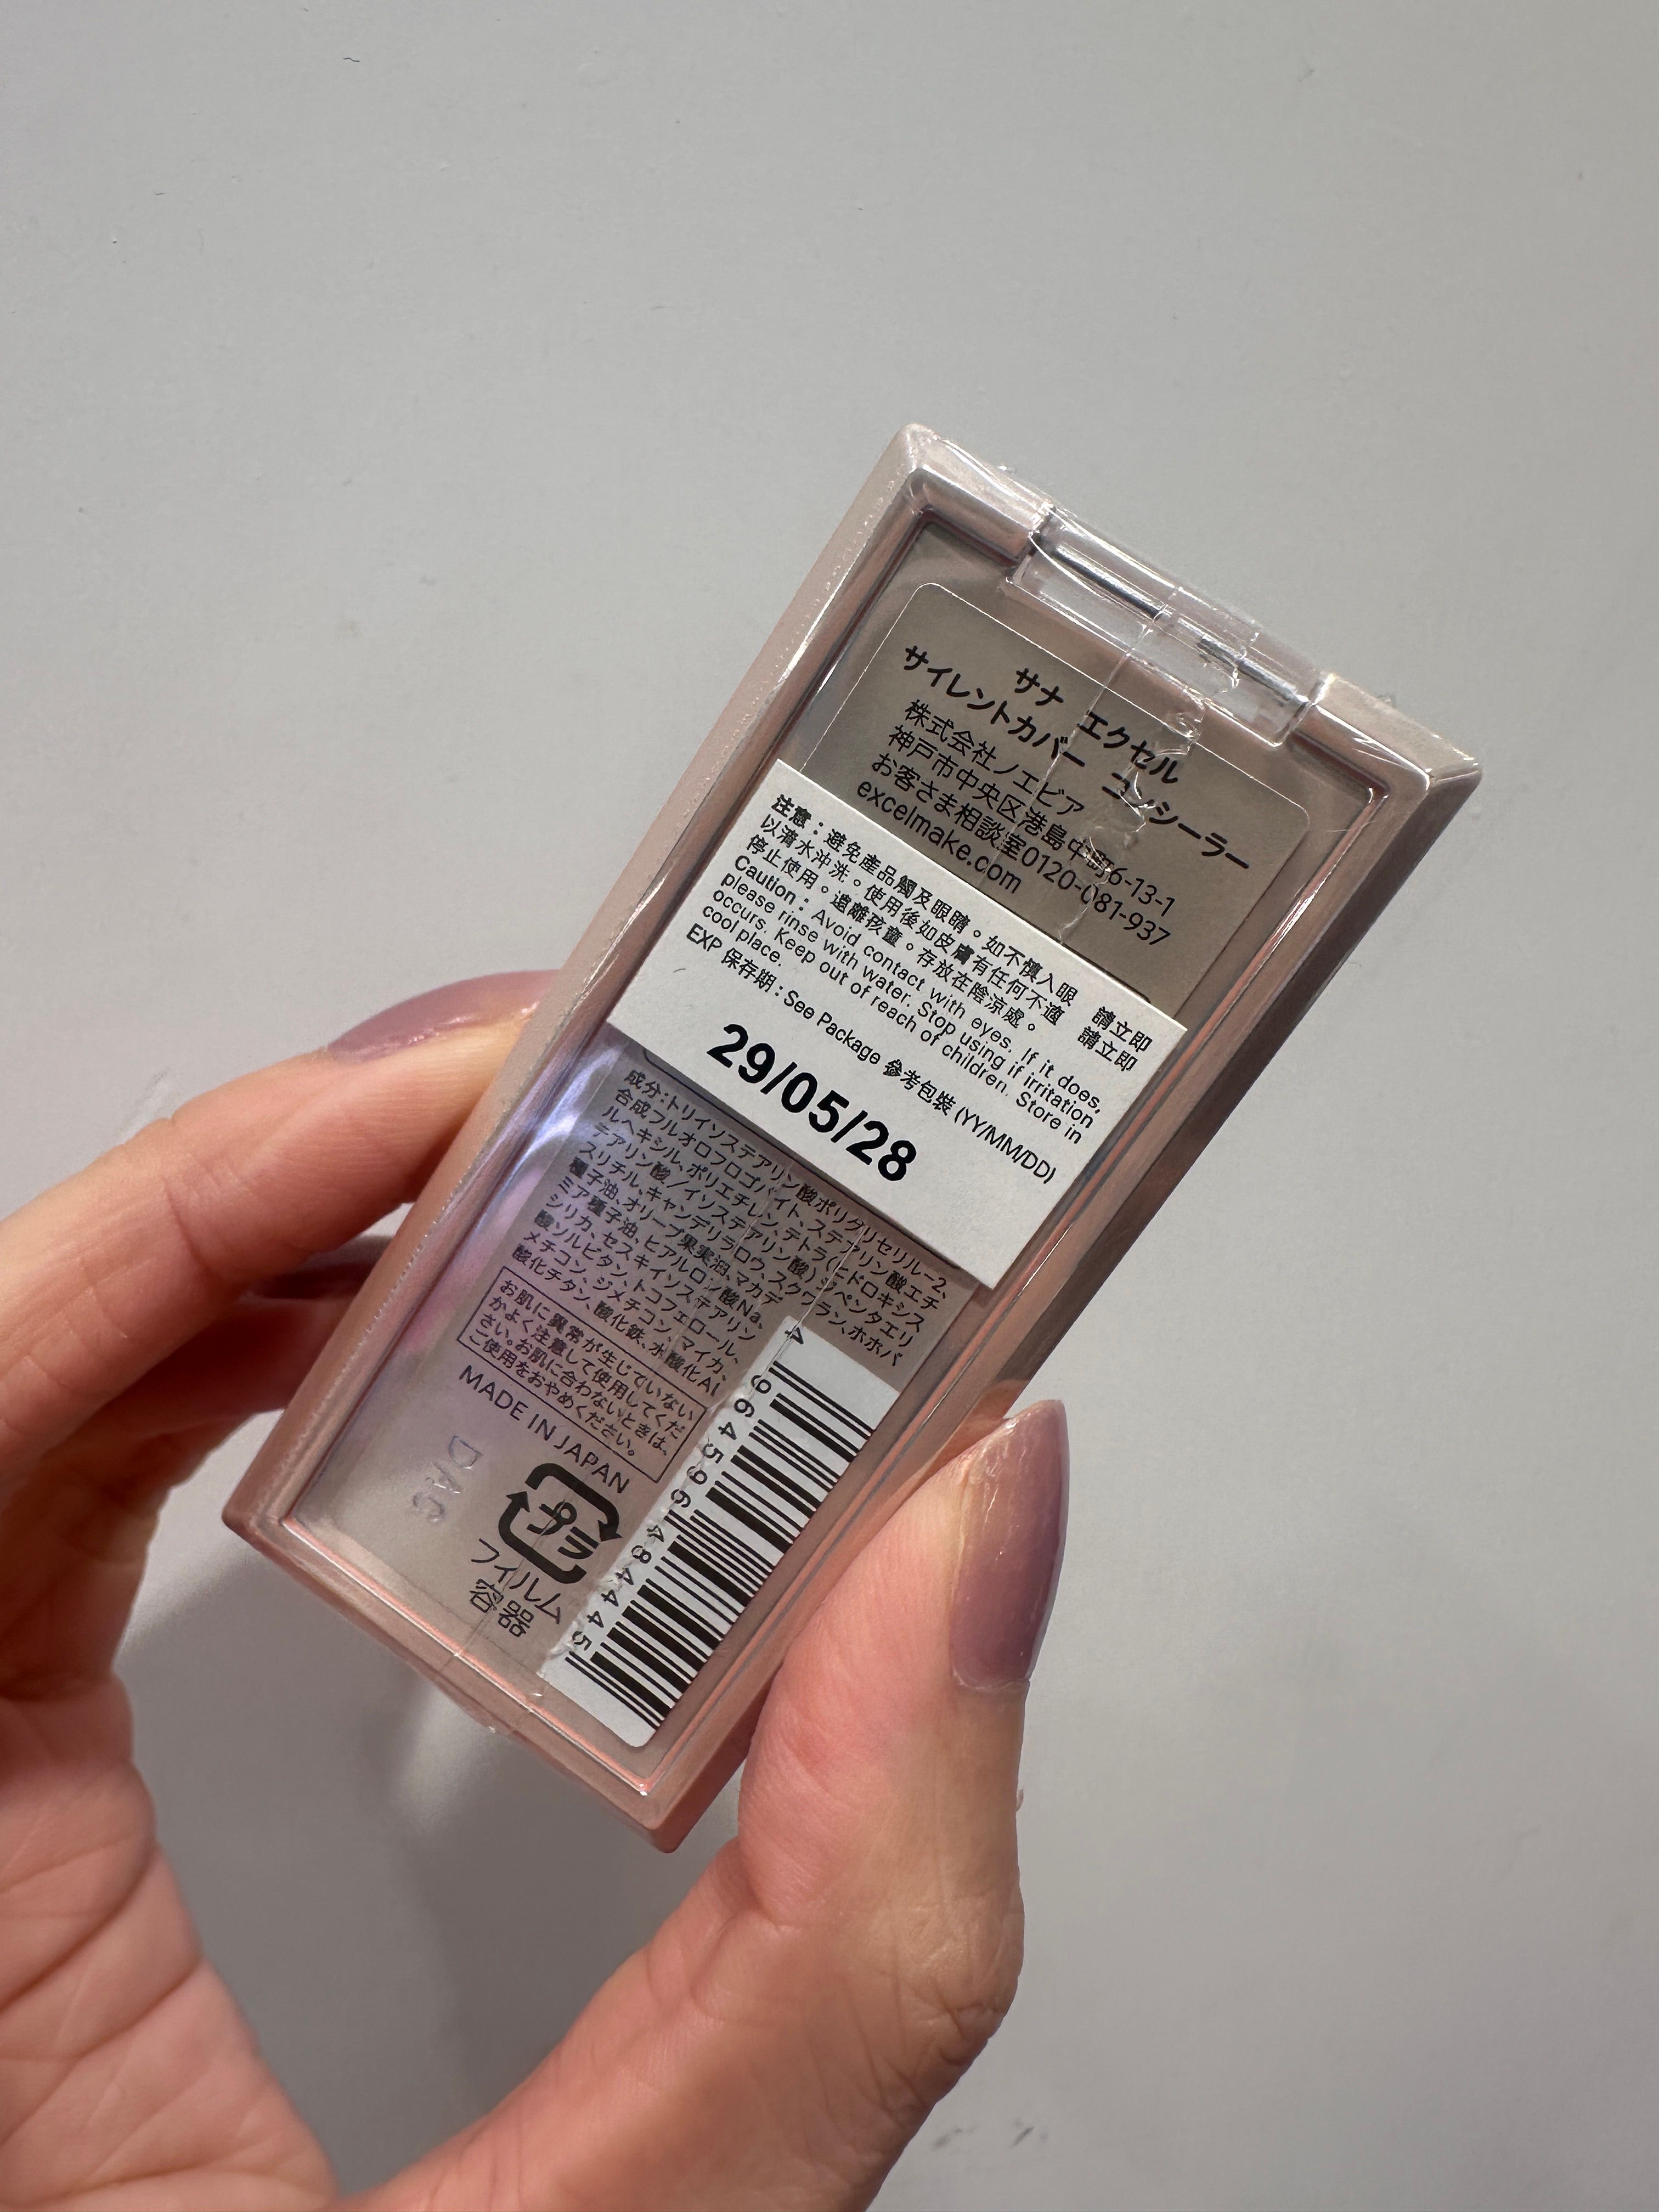 サナ エクセル
サイレントカバー コンシーラー
株式会社ノエビア
神戸市中央区港島中町6-13-1
お客さま相談室0120-081-937
excelmake.com
注意：避免產品觸及眼睛。如不慎入眼 請立即
以清水沖洗。使用後如皮膚有任何不適 請立即
停止使用。遠離孩童。存放在陰涼處。
Caution : Avoid contact with eyes. If it does,
please rinse with water. Stop using if irritation
occurs. Keep out of reach of children. Store in
cool place.
EXP 保存期 : See Package 參考包裝 (YY/MM/DD)
29/05/28
成分:トリイソステアリン酸ポリグリセリル-2、
合成フルオロフロゴパイト、ステアリン酸エチ
ルヘキシル、ポリエチレン、テトラ(ヒドロキシス
テアリン酸/イソステアリン酸)ジペンタエリ
スリチル、キャンデリラロウ、スクワラン、ホホバ
種子油、オリーブ果実油、マカデ
ミア種子油、ヒアルロン酸Na、
シリカ、セスキイソステアリン
酸ソルビタン、トコフェロール、
メチコン、ジメチコン、マイカ、
酸化チタン、酸化鉄、水酸化Al
お肌に異常が生じていない
かよく注意して使用してくだ
さい。お肌に合わないときは、
ご使用をおやめください。
MADE IN JAPAN
プラ
フィルム
容器
4 964596 484445